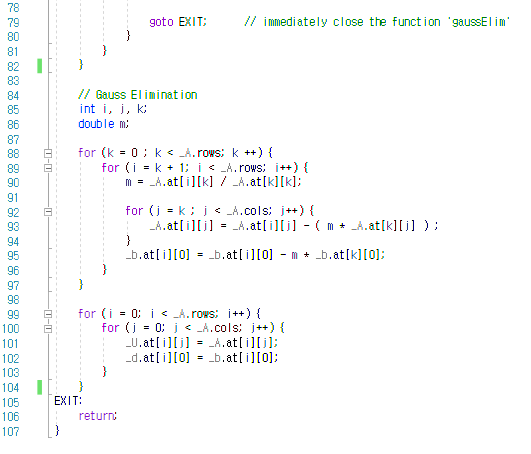 78
79 goto EXIT; // immediately close the function 'gaussElim'
80 }
81 }
82 }
83
84 // Gauss Elimination
85 int i, j, k;
86 double m;
87
88 for (k = 0 ; k < _A.rows; k ++) {
89 for (i = k + 1; i < _A.rows; i++) {
90 m = _A.at[i][k] / _A.at[k][k];
91
92 for (j = k ; j < _A.cols; j++) {
93 _A.at[i][j] = _A.at[i][j] - ( m * _A.at[k][j] ) ;
94 }
95 _b.at[i][0] = _b.at[i][0] - m * _b.at[k][0];
96 }
97 }
98
99 for (i = 0; i < _A.rows; i++) {
100 for (j = 0; j < _A.cols; j++) {
101 _U.at[i][j] = _A.at[i][j];
102 _d.at[i][0] = _b.at[i][0];
103 }
104 }
105 EXIT:
106 return;
107 }